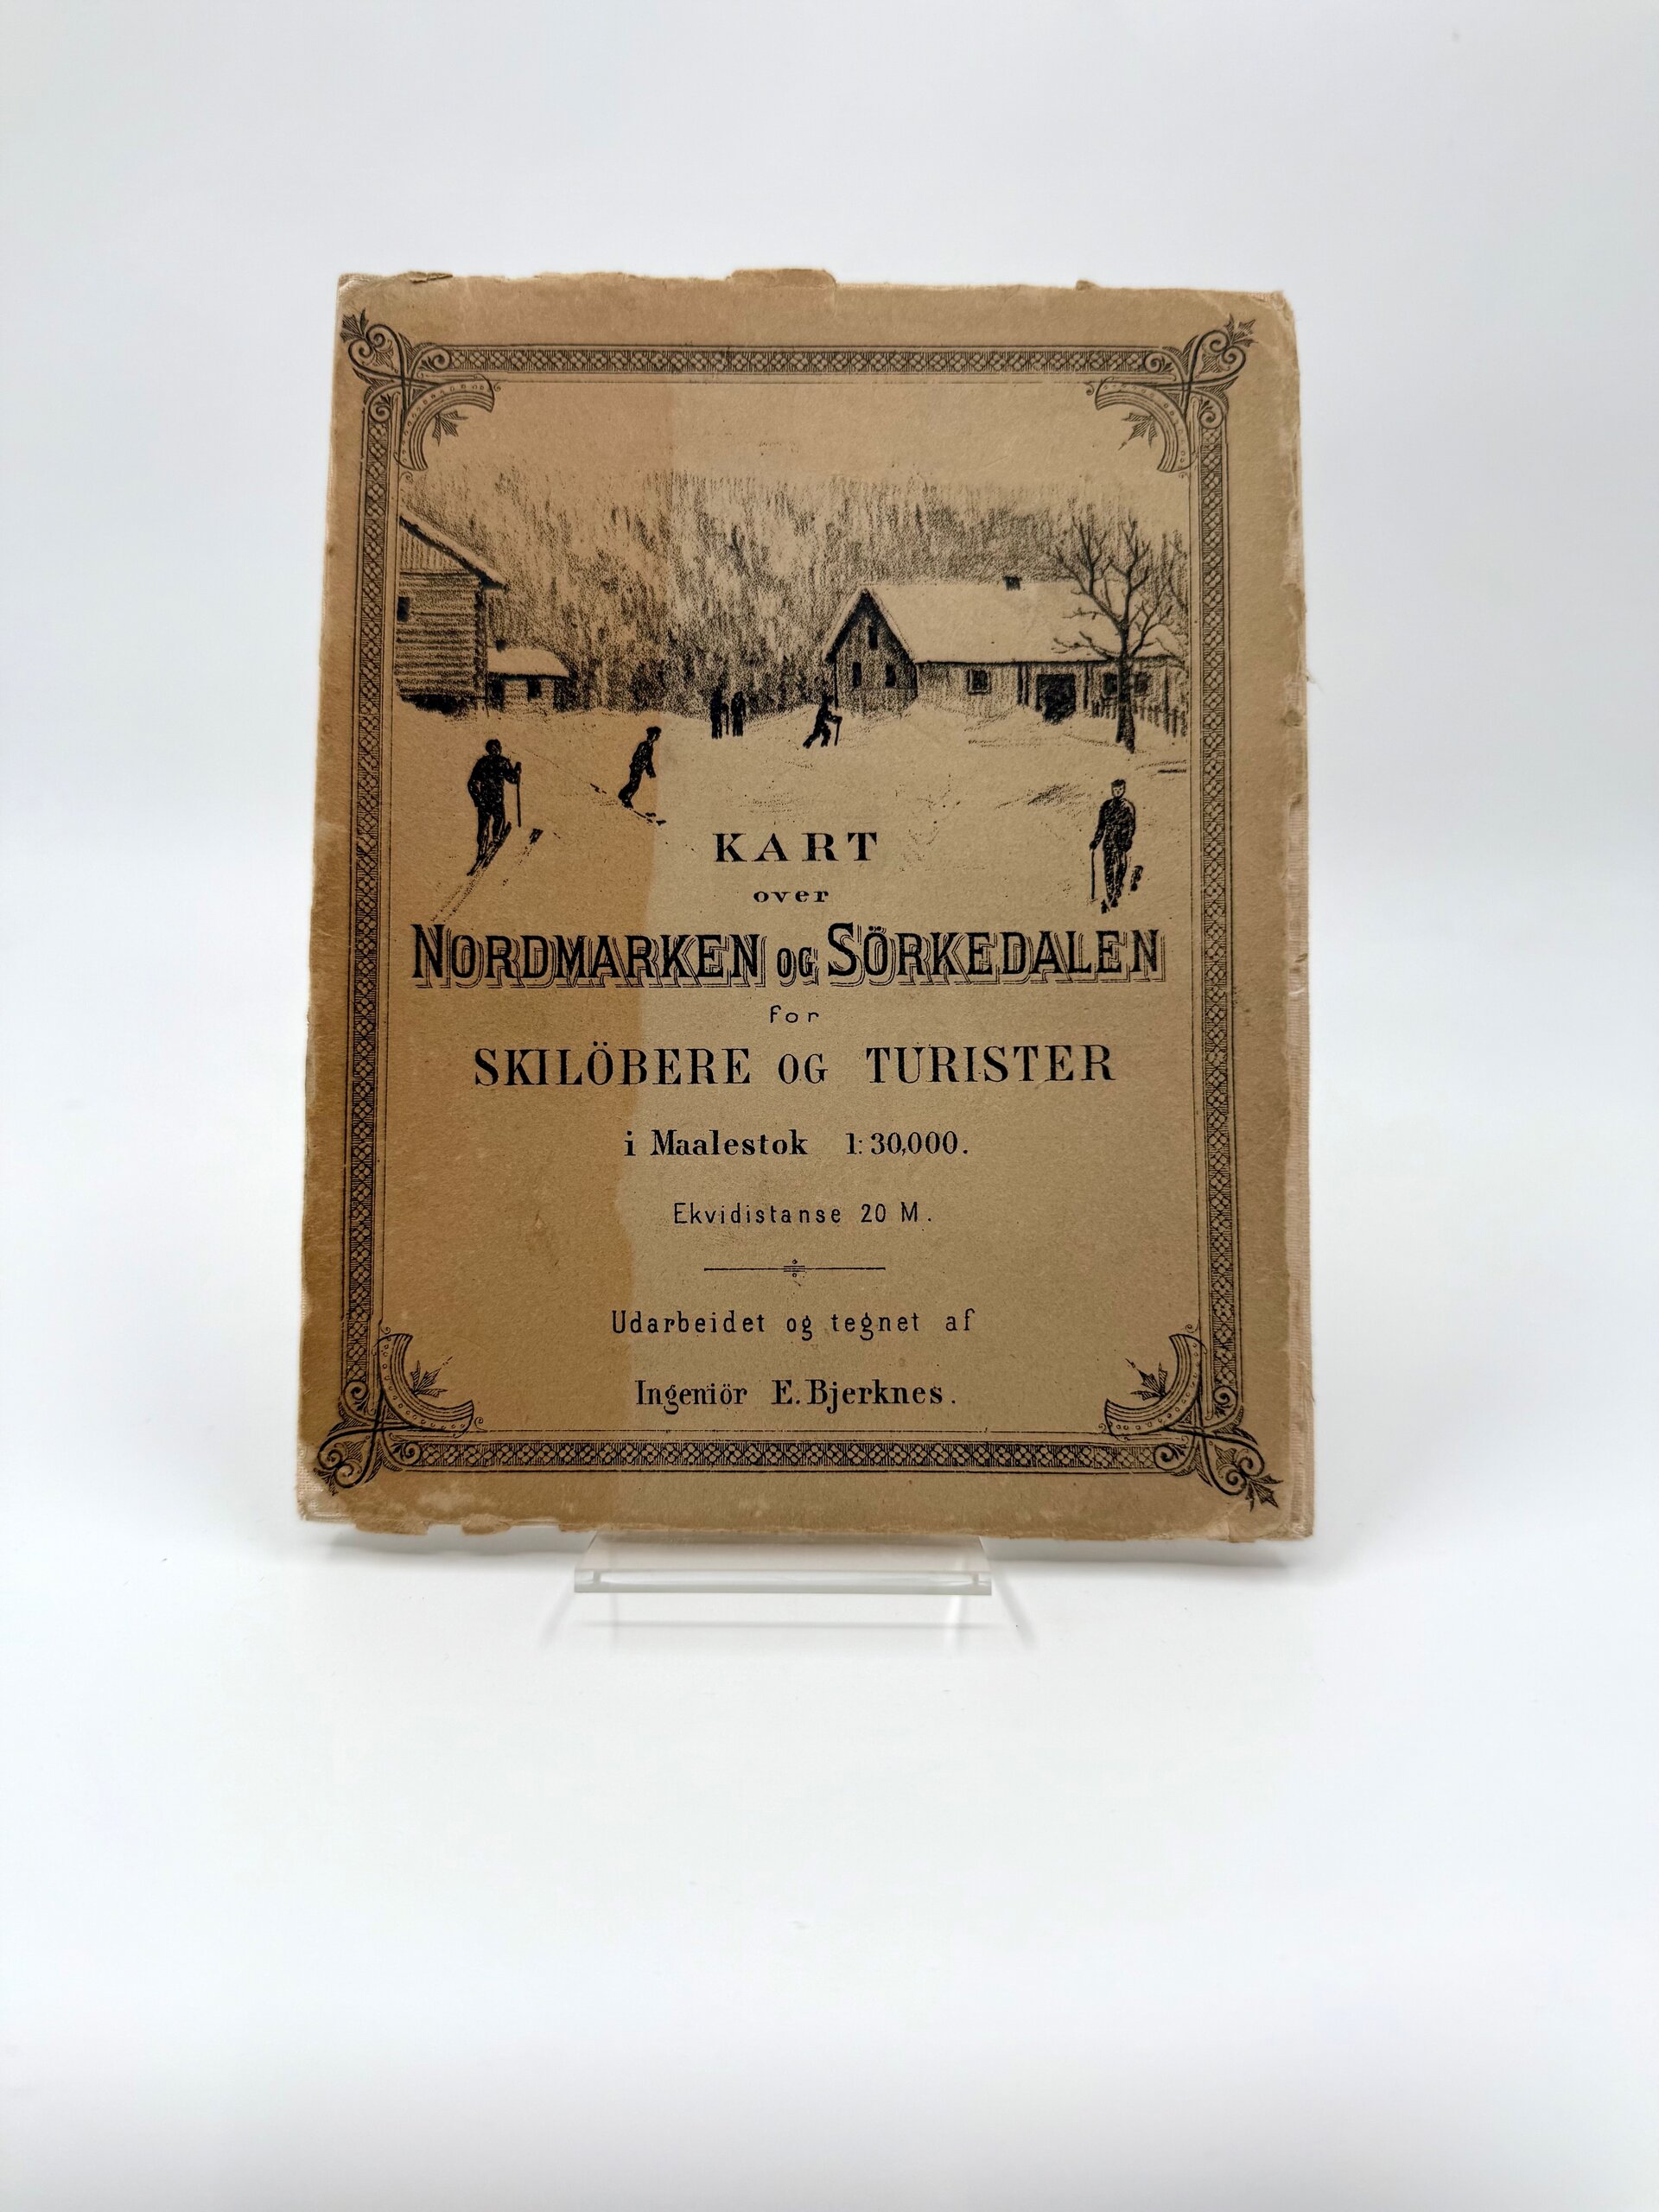 KART
over
NORDMARKEN OG SÖRKEDALEN
for
SKILÖBERE OG TURISTER
i Maalestok 1:30,000.
Ekvidistanse 20 M.
Udarbeidet og tegnet af
Ingeniör E. Bjerknes.